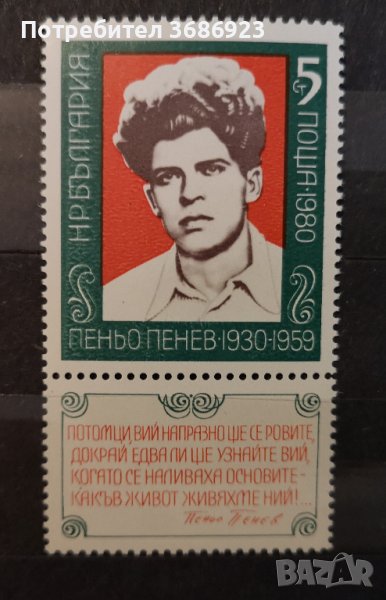 Потребител 3686923
НР БЪЛГАРИЯ
5 СТ
ПОЩА·1980
ПЕНЬО·ПЕНЕВ·1930-1959
ПОТОМЦИ, ВИЙ НАПРАЗНО ЩЕ СЕ РОВИТЕ,
ДОКРАЙ ЕДВА ЛИ ЩЕ УЗНАЙТЕ ВИЙ,
КОГАТО СЕ НАЛИВАХА ОСНОВИТЕ-
КАКЪВ ЖИВОТ ЖИВЯХМЕ НИЙ!...
Пеньо Пенев
BAZAR